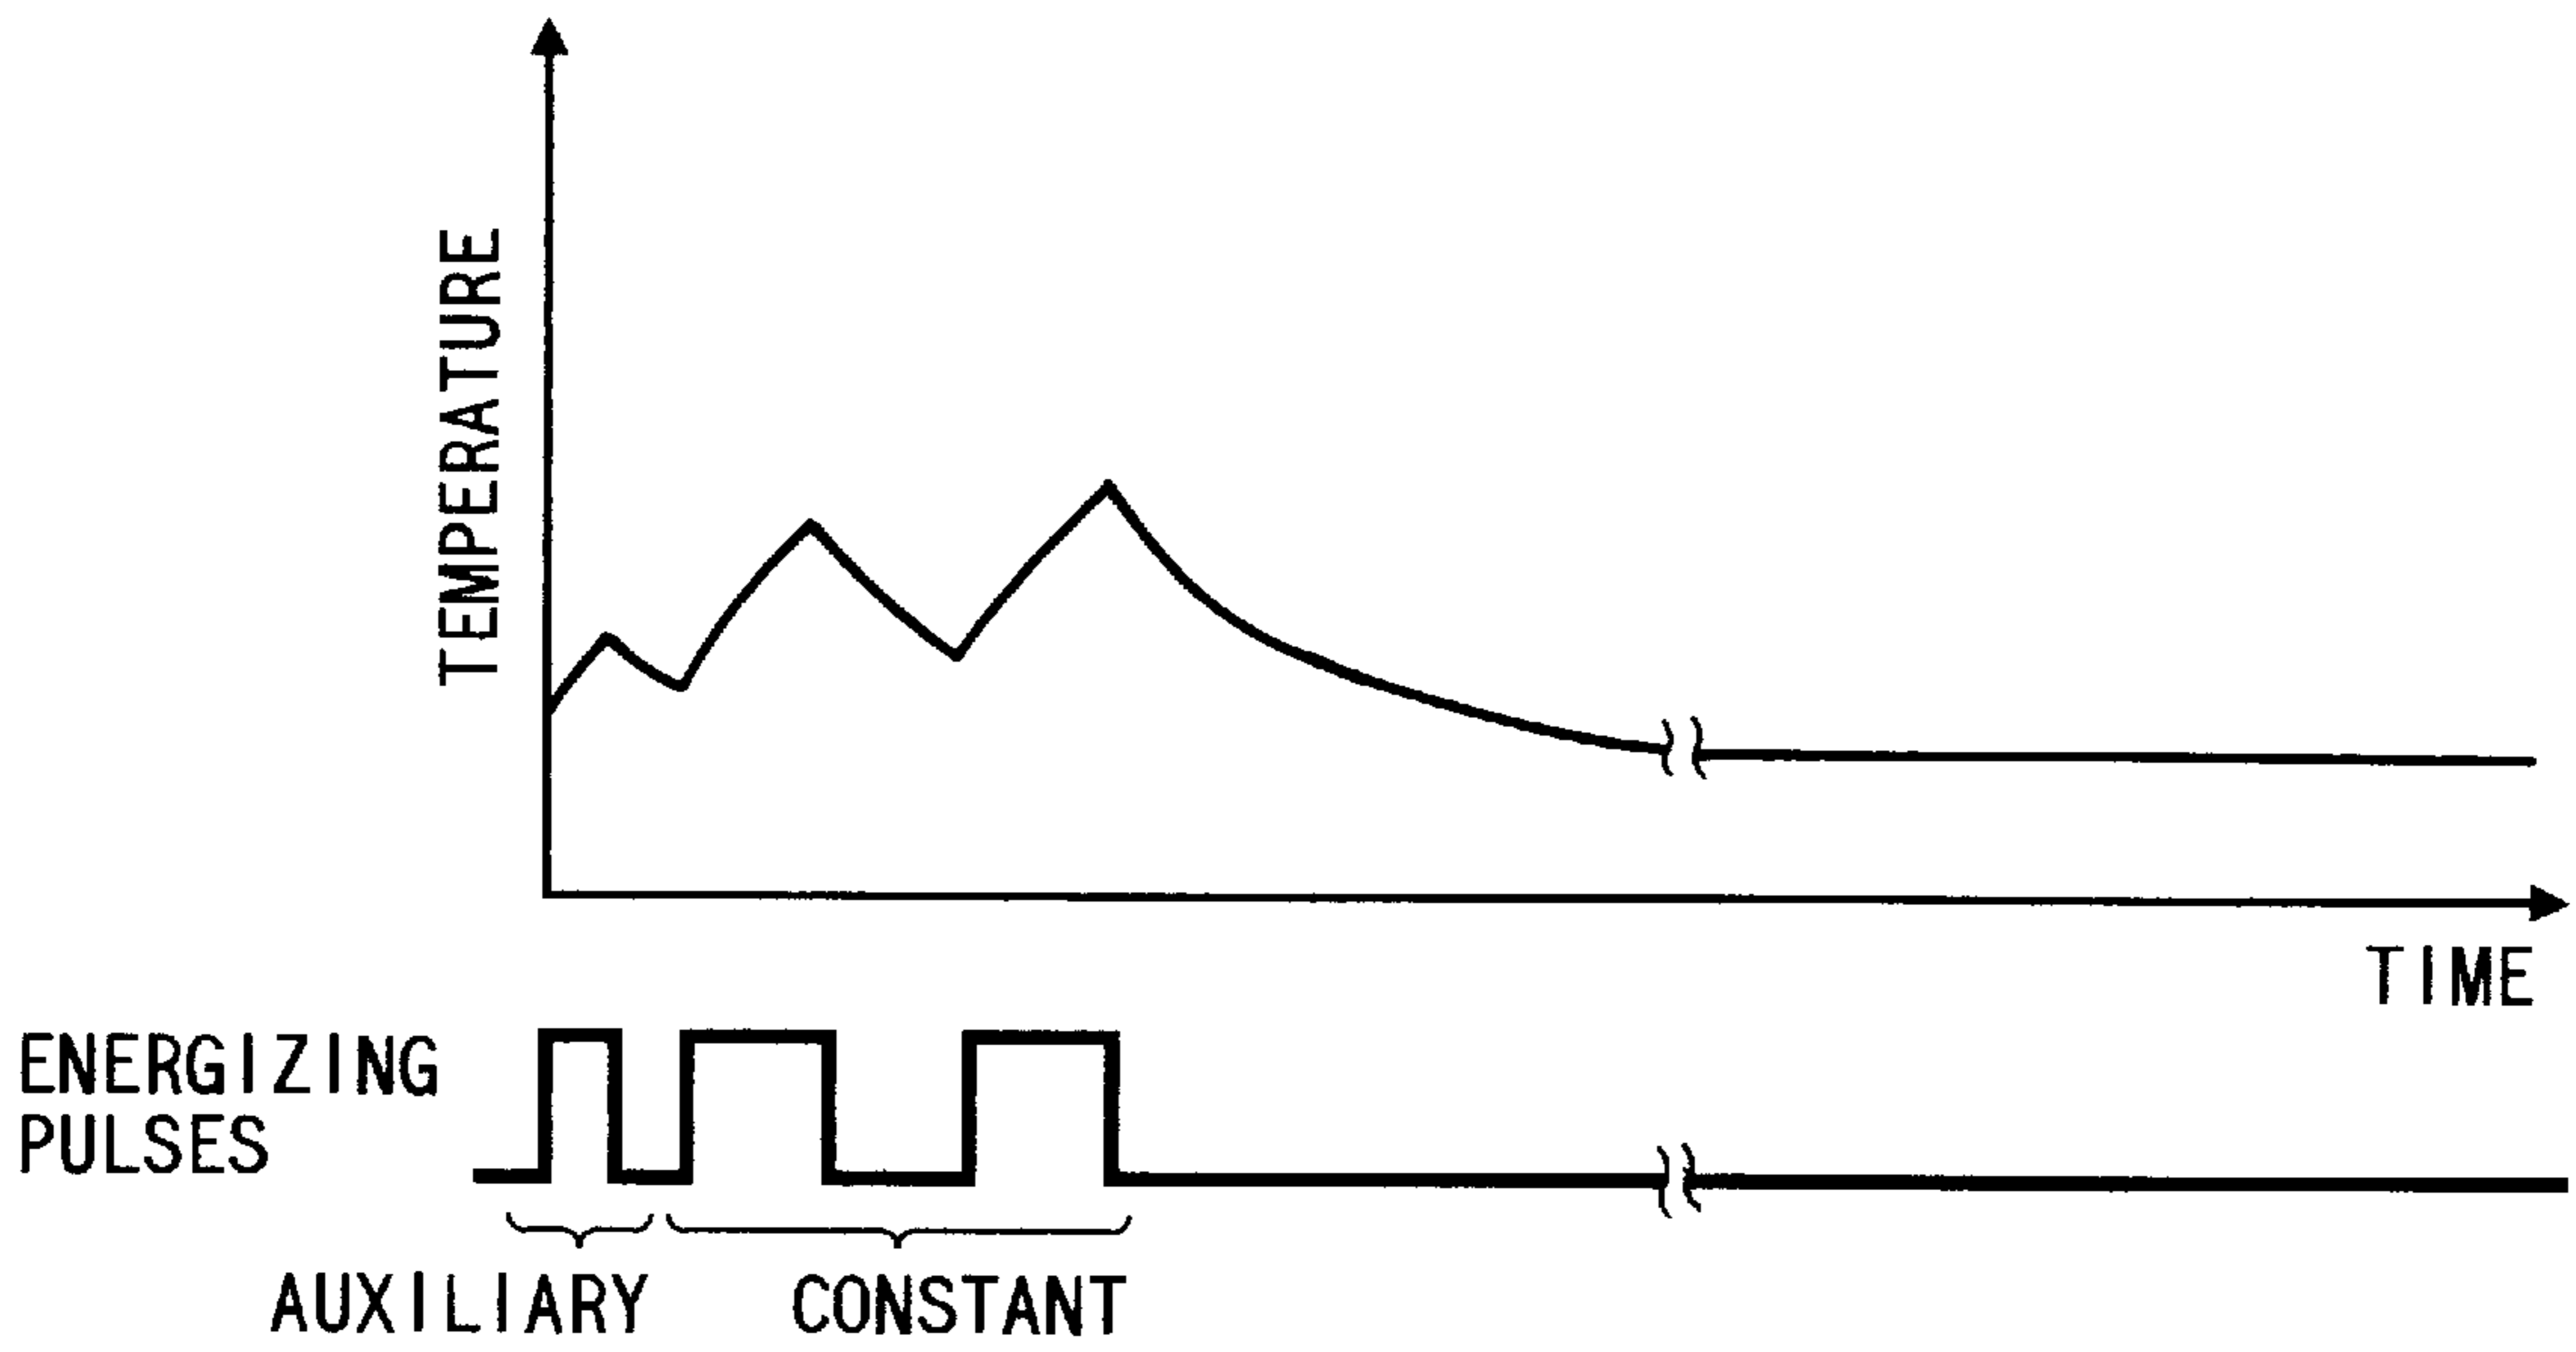 TEMPERATURE
TIME
ENERGIZING
PULSES
AUXILIARY
CONSTANT